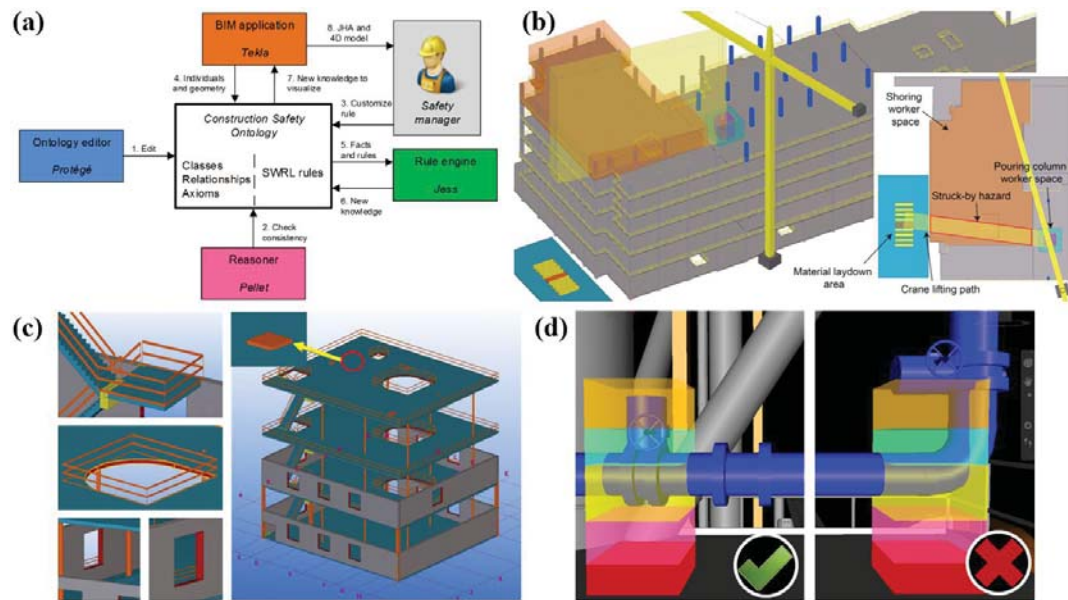 (a)
BIM application
Tekla
8. JHA and
4D model
4. Individuals
and geometry
7. New knowledge to
visualize
Safety
manager
3. Customize
rule
Construction Safety
Ontology
Ontology editor
Protégé
1. Edit
Classes
Relationships
Axioms
SWRL rules
5. Facts
and rules
Rule engine
Jess
6. New
knowledge
2. Check
consistency
Reasoner
Pellet
(b)
Shoring
worker
space
Pouring column
worker space
Struck-by hazard
Material laydown
area
Crane lifting path
(c)
(d)